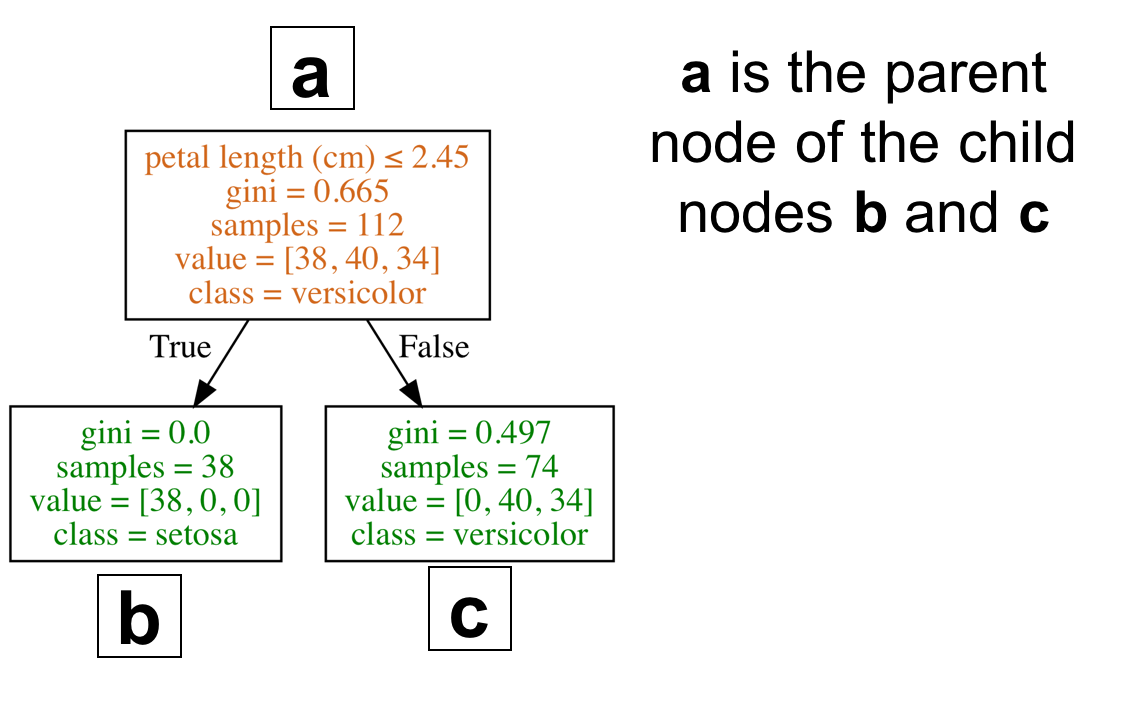 a
a is the parent
node of the child
nodes b and c
petal length (cm) ≤ 2.45
gini = 0.665
samples = 112
value = [38, 40, 34]
class = versicolor
True
False
gini = 0.0
samples = 38
value = [38, 0, 0]
class = setosa
gini = 0.497
samples = 74
value = [0, 40, 34]
class = versicolor
b
c